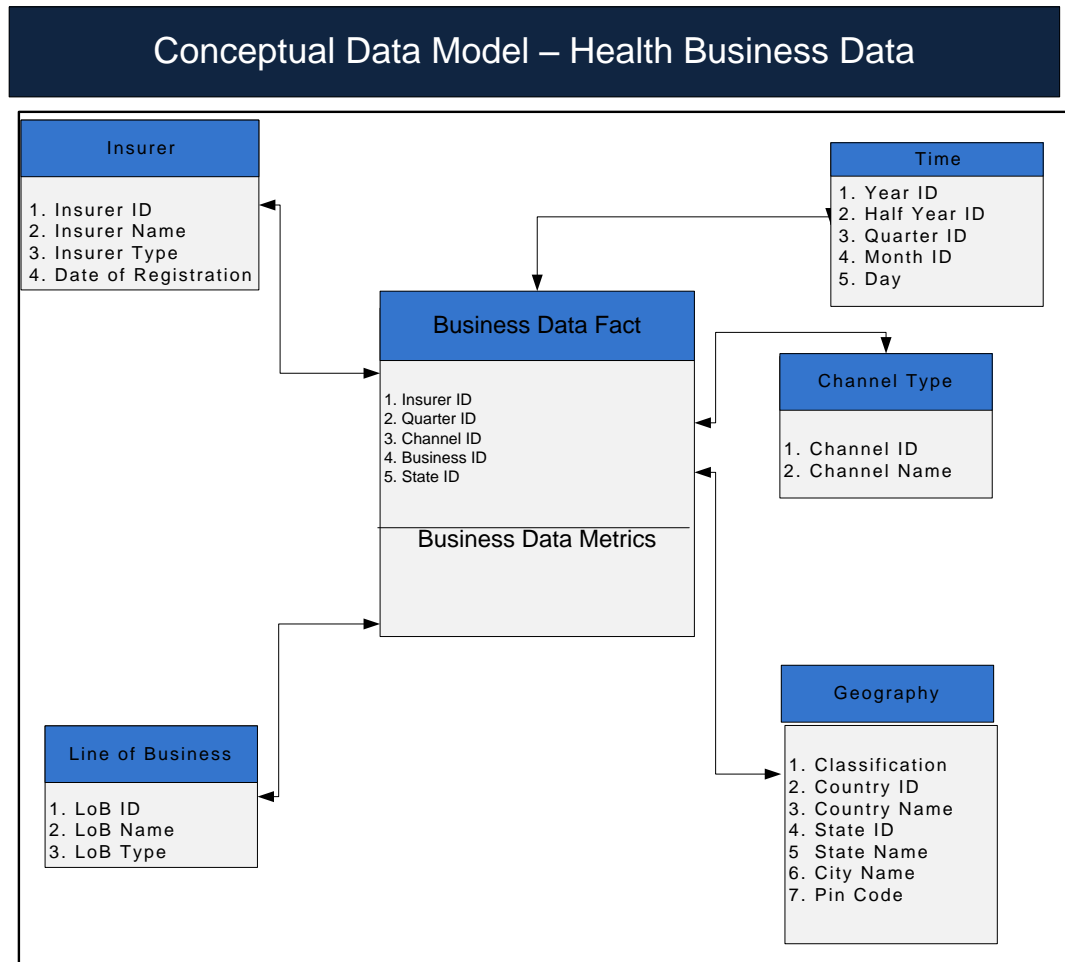 Conceptual Data Model – Health Business Data
Insurer
1. Insurer ID
2. Insurer Name
3. Insurer Type
4. Date of Registration
Time
1. Year ID
2. Half Year ID
3. Quarter ID
4. Month ID
5. Day
Business Data Fact
1. Insurer ID
2. Quarter ID
3. Channel ID
4. Business ID
5. State ID
Business Data Metrics
Channel Type
1. Channel ID
2. Channel Name
Line of Business
1. LoB ID
2. LoB Name
3. LoB Type
Geography
1. Classification
2. Country ID
3. Country Name
4. State ID
5 State Name
6. City Name
7. Pin Code